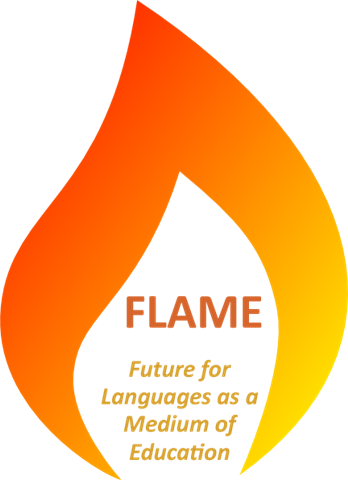 FLAME
Future for
Languages as a
Medium of
Education